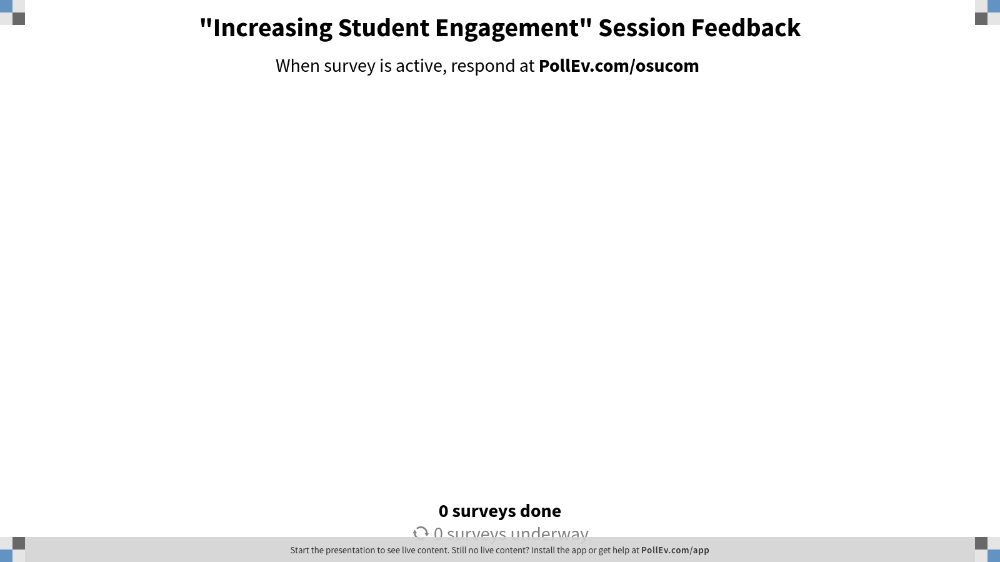 "Increasing Student Engagement" Session Feedback
When survey is active, respond at PollEv.com/osucom
0 surveys done
0 surveys underway
Start the presentation to see live content. Still no live content? Install the app or get help at PollEv.com/app